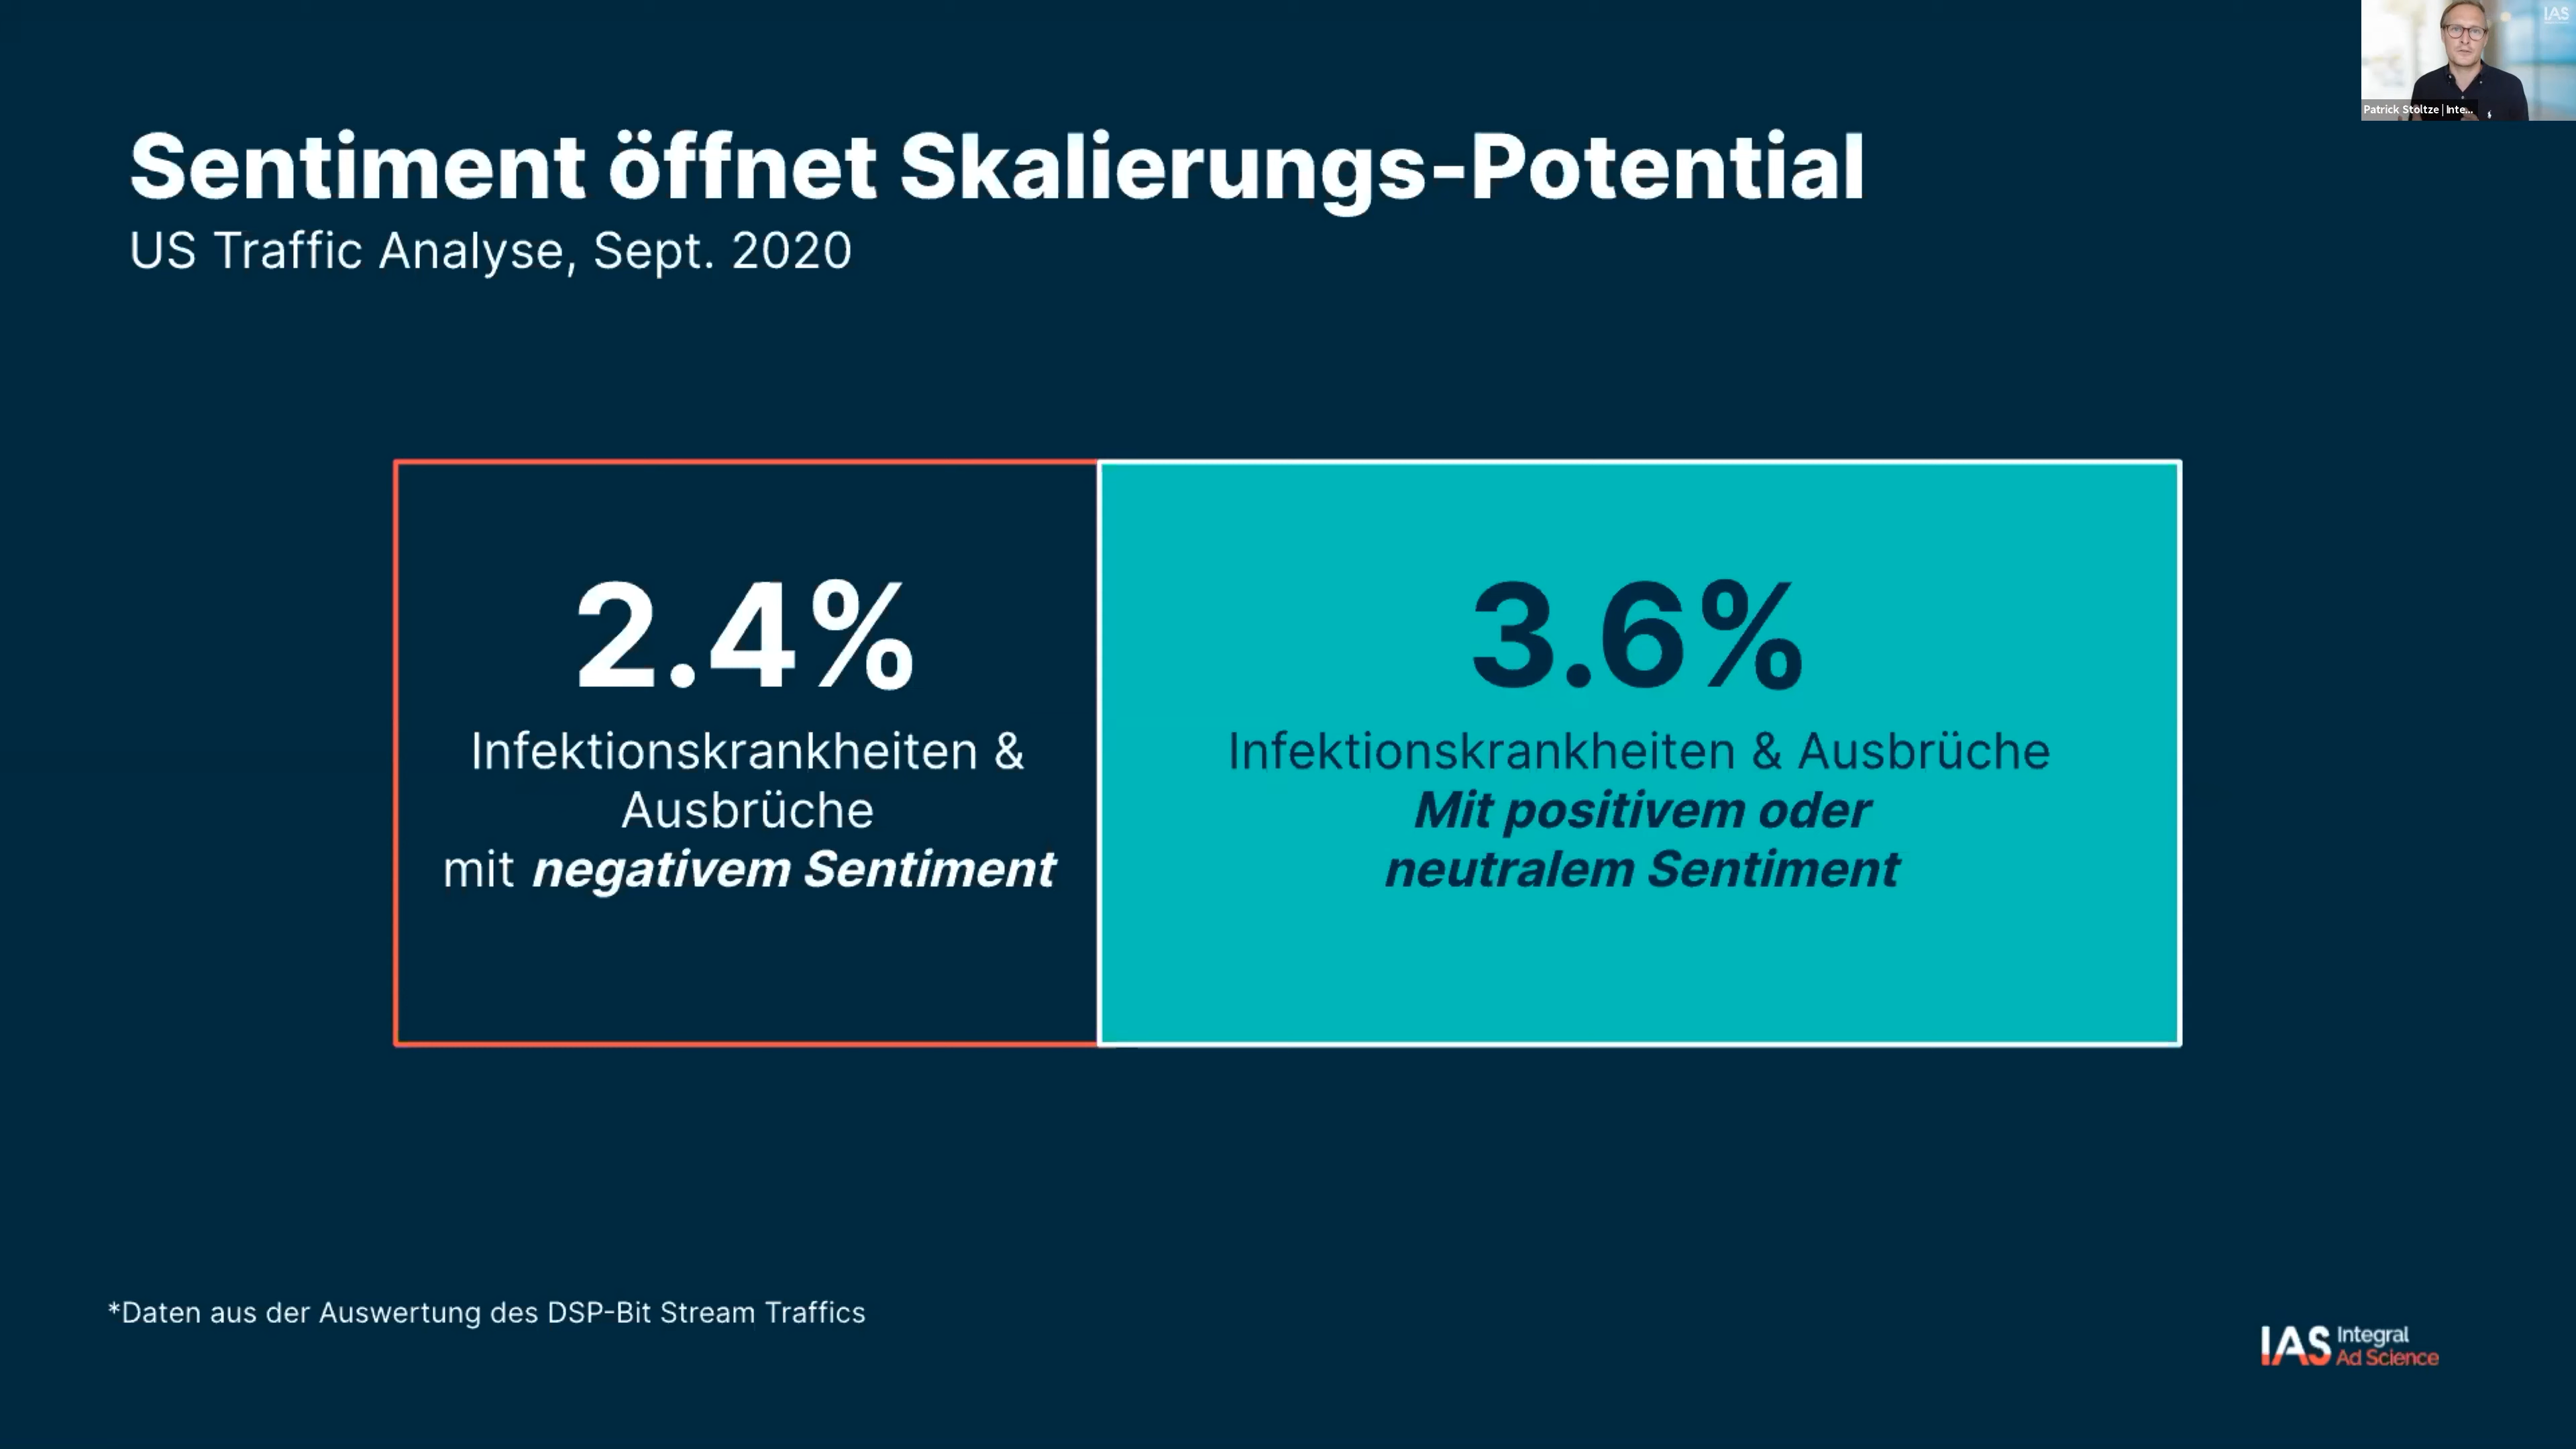 IAS
Patrick Stoltze | Inte...
Sentiment öffnet Skalierungs-Potential
US Traffic Analyse, Sept. 2020
2.4%
Infektionskrankheiten &
Ausbrüche
mit negativem Sentiment
3.6%
Infektionskrankheiten & Ausbrüche
Mit positivem oder
neutralem Sentiment
*Daten aus der Auswertung des DSP-Bit Stream Traffics
IAS Integral
Ad Science